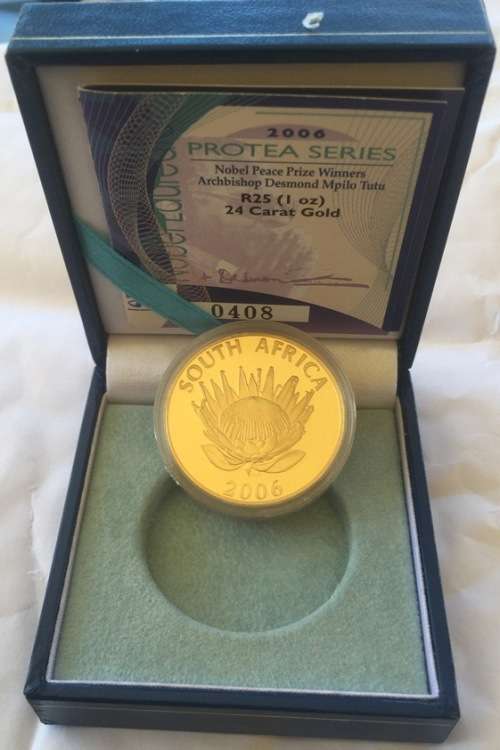 2006
PROTEA SERIES
Nobel Peace Prize Winners
Archbishop Desmond Mpilo Tutu
R25 (1 oz)
24 Carat Gold
0408
SOUTH AFRICA
2006